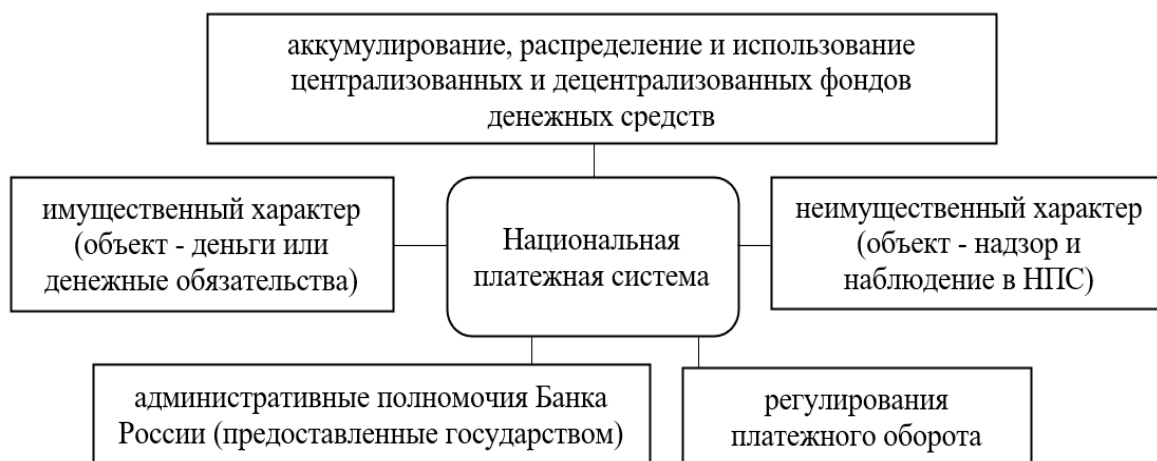 аккумулирование, распределение и использование
централизованных и децентрализованных фондов
денежных средств
имущественный характер
(объект - деньги или
денежные обязательства)
Национальная
платежная система
неимущественный характер
(объект - надзор и
наблюдение в НПС)
административные полномочия Банка
России (предоставленные государством)
регулирования
платежного оборота